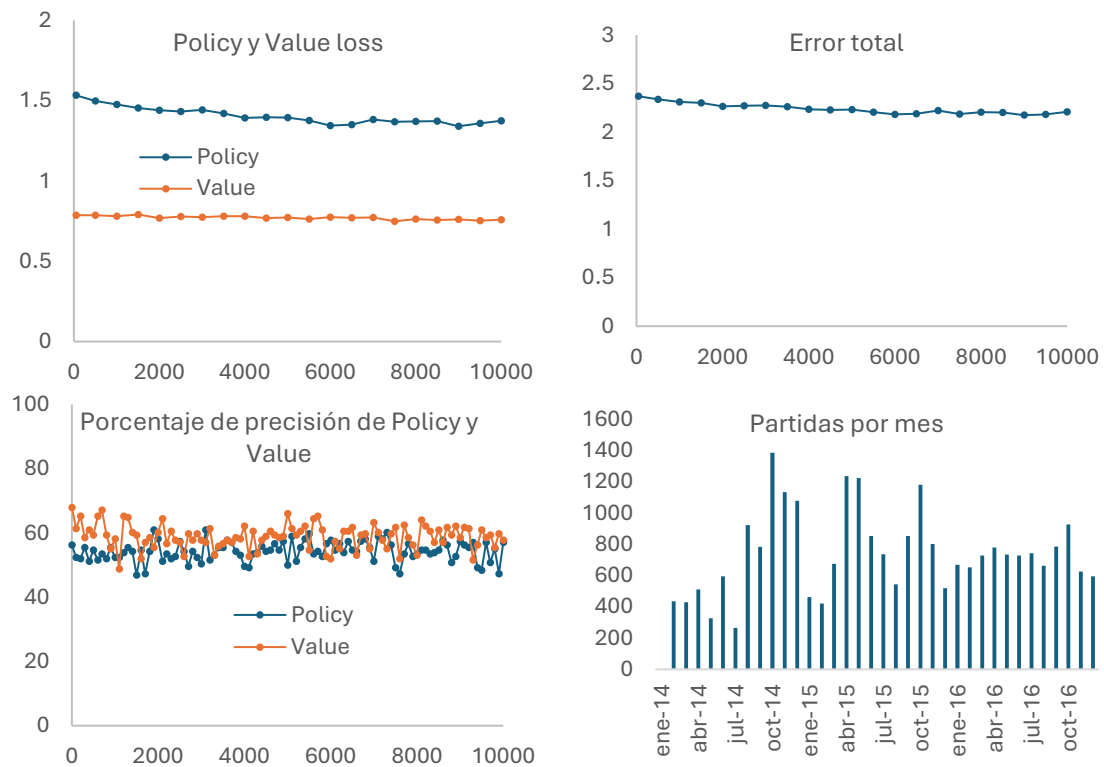 Policy y Value loss
2
1.5
1
0.5
0
Policy
Value
0 2000 4000 6000 8000 10000
Error total
3
2.5
2
1.5
1
0.5
0
0 2000 4000 6000 8000 10000
Porcentaje de precisión de Policy y
Value
100
80
60
40
20
0
Policy
Value
0 2000 4000 6000 8000 10000
Partidas por mes
1600
1400
1200
1000
800
600
400
200
0
ene-14
abr-14
jul-14
oct-14
ene-15
abr-15
jul-15
oct-15
ene-16
abr-16
jul-16
oct-16